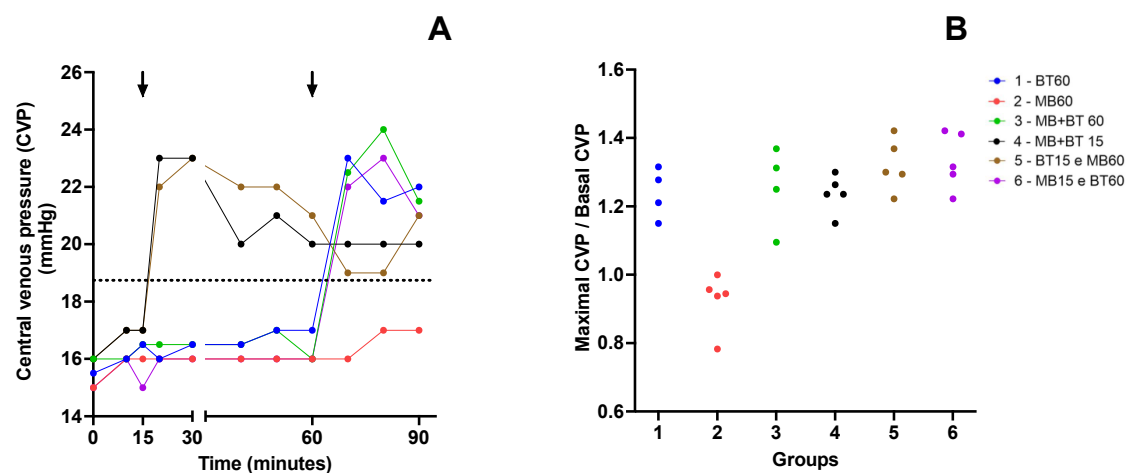 A
Central venous pressure (CVP)
(mmHg)
26
24
22
20
18
16
14
0
15
30
60
90
Time (minutes)
B
Maximal CVP / Basal CVP
1.6
1.4
1.2
1.0
0.8
0.6
1
2
3
4
5
6
Groups
1 - BT60
2 - MB60
3 - MB+BT 60
4 - MB+BT 15
5 - BT15 e MB60
6 - MB15 e BT60